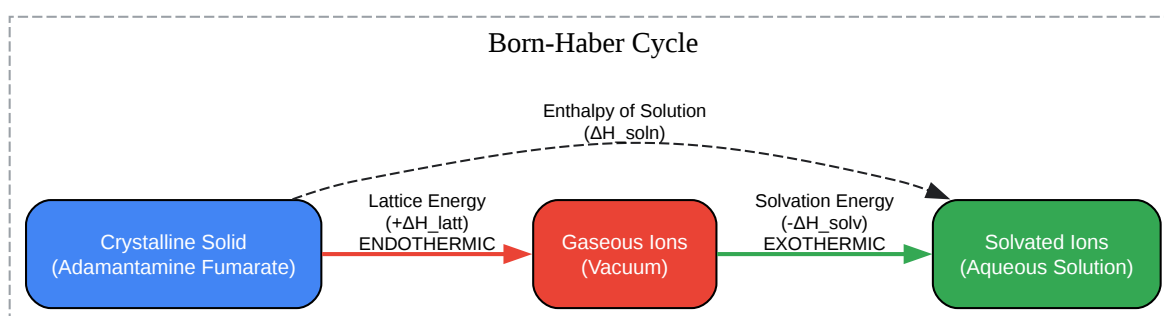 Born-Haber Cycle
Enthalpy of Solution
(ΔH_soln)
Lattice Energy
(+ΔH_latt)
ENDOTHERMIC
Solvation Energy
(-ΔH_solv)
EXOTHERMIC
Crystalline Solid
(Adamantamine Fumarate)
Gaseous Ions
(Vacuum)
Solvated Ions
(Aqueous Solution)